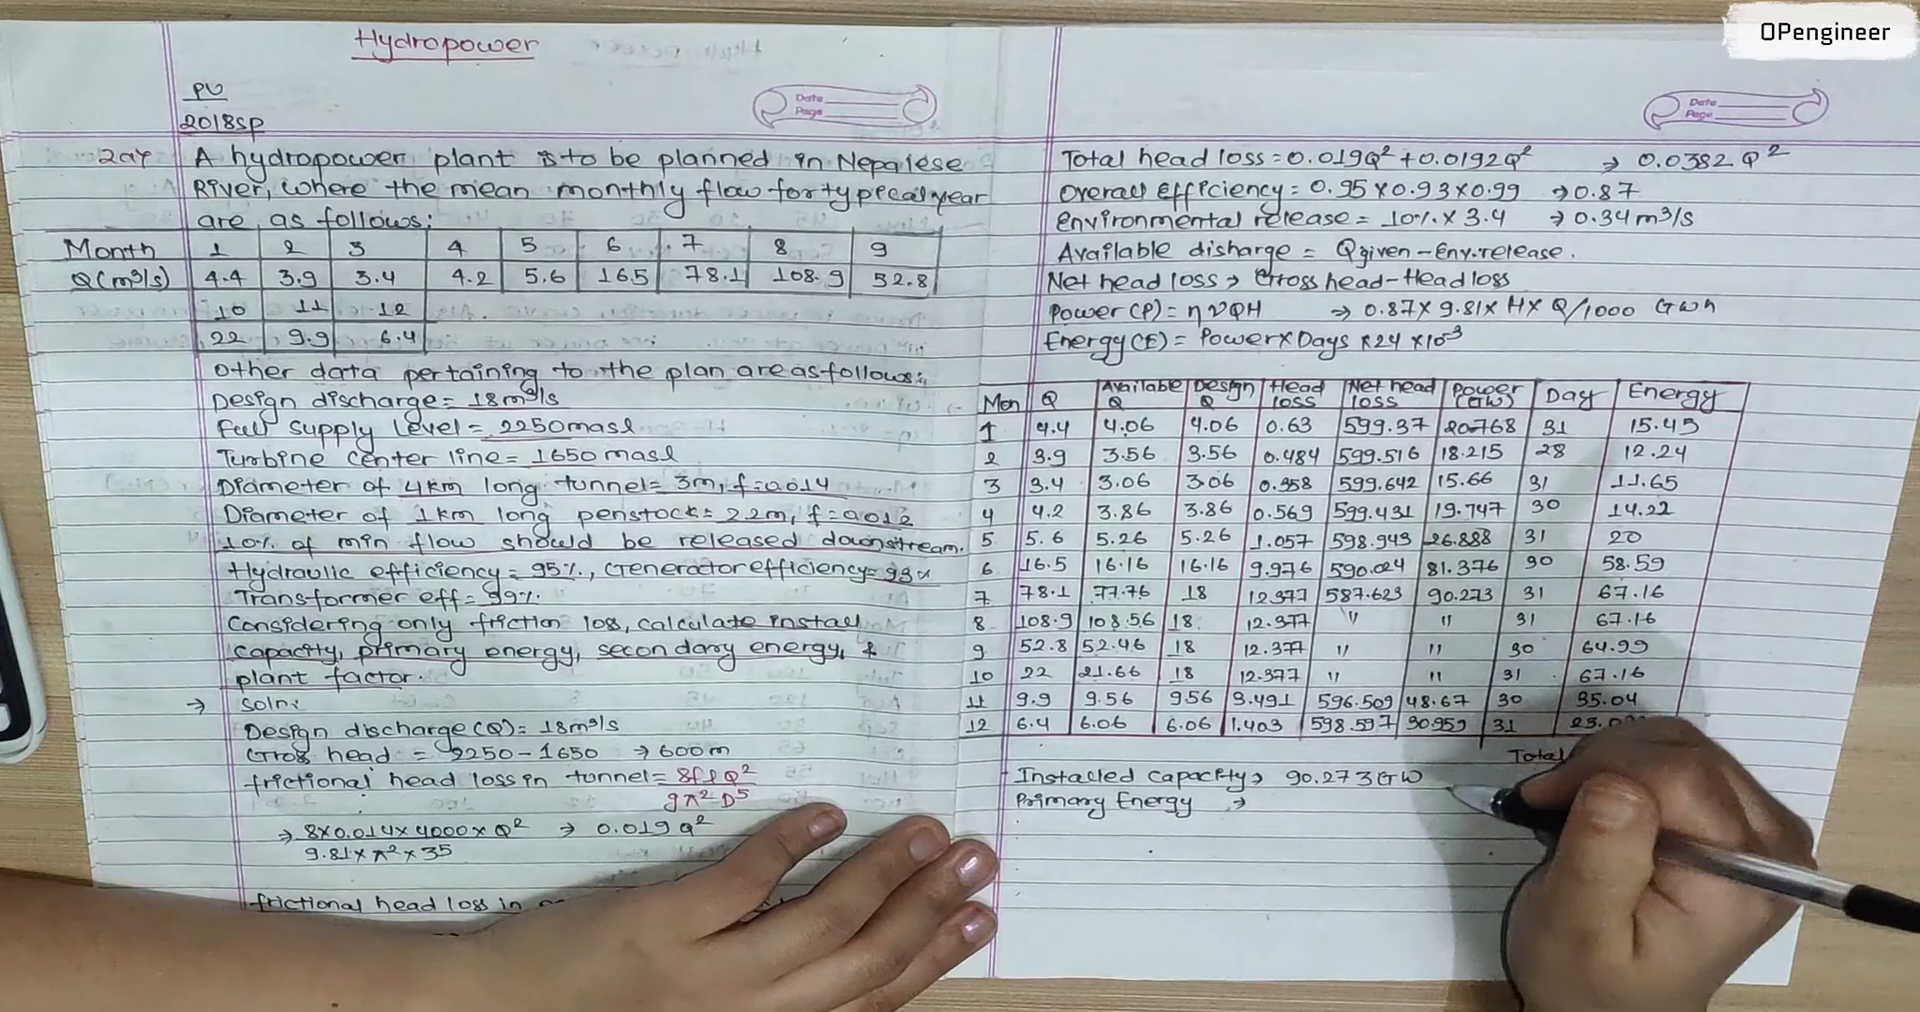 OPengineer
Hydropower
PU
2018sp
Date
Page
2a> A hydropower plant is to be planned in Nepalese
River, where the mean monthly flow for typical year
are as follows:
Month 1 2 3 4 5 6 7 8 9
Q(m³/s) 4.4 3.9 3.4 4.2 5.6 16.5 78.1 108.9 52.8
10 11 12
22 9.9 6.4
Other data pertaining to the plan are as follows:
Design discharge = 18m³/s
Full supply level = 2250masl
Turbine center line = 1650masl
Diameter of 4km long tunnel = 3m, f=0.014
Diameter of 1km long penstock = 2.2m, f=0.012
10% of min flow should be released downstream.
Hydraulic efficiency = 95%, Generator efficiency = 93%
Transformer eff = 99%.
Considering only friction loss, calculate install
capacity, primary energy, secondary energy, &
plant factor.
→ Soln:
Design discharge (Q) = 18m³/s
Gross head = 2250-1650 → 600m
frictional head loss in tunnel = 8flQ²
gπ²D⁵
→ 8×0.014×4000×Q² → 0.019Q²
9.81×π²×35
frictional head loss in
Date
Page
Total head loss = 0.019Q²+0.0192Q² → 0.0382Q²
Overall Efficiency = 0.95×0.93×0.99 → 0.87
environmental release = 10%×3.4 → 0.34m³/s
Available disharge = Qgiven-Env.release.
Net head loss → Gross head-Head loss
Power (P) = ηγQH → 0.87×9.81×H×Q/1000 Gwh
Energy (E) = Power×Days×24×10⁻³
Mon Q Available Q Design Q Head loss Net head loss Power (GW) Day Energy
1 4.4 4.06 4.06 0.63 599.37 20.768 31 15.45
2 3.9 3.56 3.56 0.484 599.516 18.215 28 12.24
3 3.4 3.06 3.06 0.358 599.642 15.66 31 11.65
4 4.2 3.86 3.86 0.569 599.431 19.747 30 14.22
5 5.6 5.26 5.26 1.057 598.943 26.888 31 20
6 16.5 16.16 16.16 9.976 590.024 81.376 30 58.59
7 78.1 77.76 18 12.377 587.623 90.273 31 67.16
8 108.9 108.56 18 12.377 " " 31 67.16
9 52.8 52.46 18 12.377 " " 30 64.99
10 22 21.66 18 12.377 " " 31 67.16
11 9.9 9.56 9.56 3.491 596.509 48.67 30 35.04
12 6.4 6.06 6.06 1.403 598.597 30.959 31
Total
Installed Capacity → 90.273GW
Primary Energy →